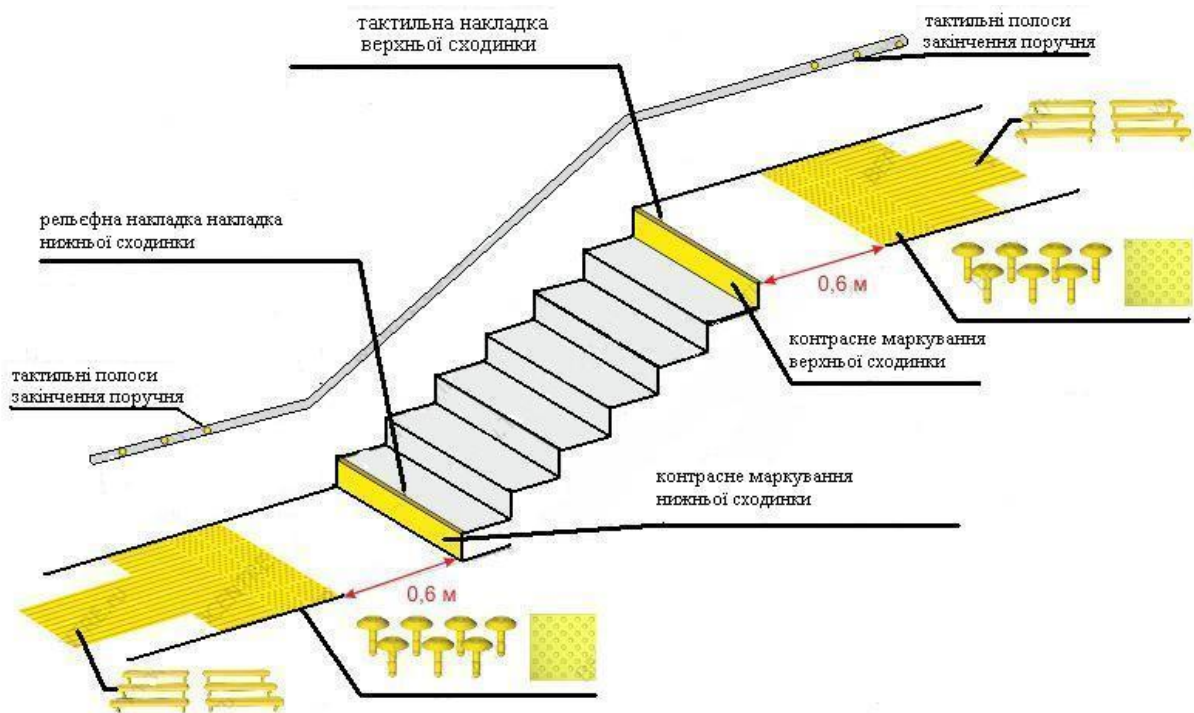 тактильна накладка
верхньої сходинки
тактильні полоси
закінчення поручня
рельєфна накладка накладка
нижньої сходинки
0,6 м
контрасне маркування
верхньої сходинки
тактильні полоси
закінчення поручня
контрасне маркування
нижньої сходинки
0,6 м